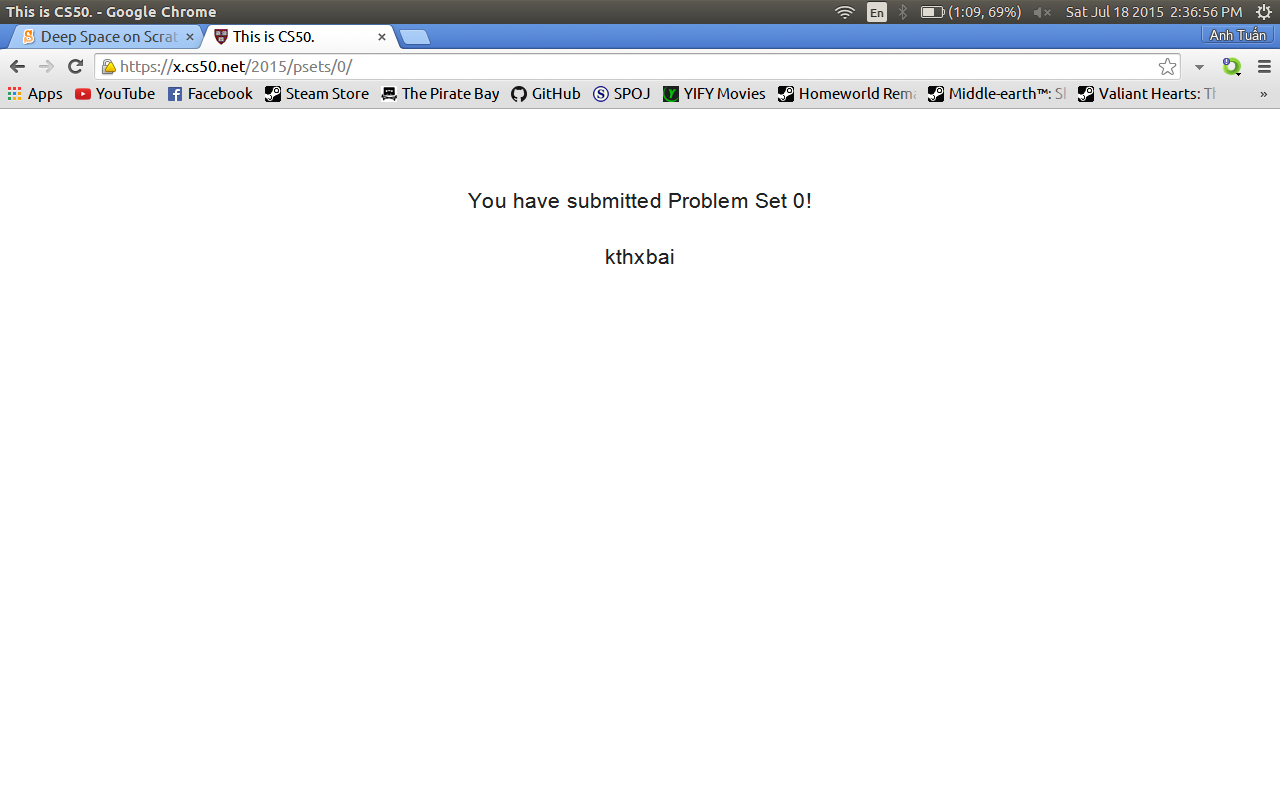 This is CS50. - Google Chrome
En
(1:09, 69%)
Sat Jul 18 2015 2:36:56 PM
Deep Space on Scrat
This is CS50.
Anh Tuấn
https://x.cs50.net/2015/psets/0/
Apps
YouTube
Facebook
Steam Store
The Pirate Bay
GitHub
SPOJ
YIFY Movies
Homeworld Rema
Middle-earth™: Sh
Valiant Hearts: Th
»
You have submitted Problem Set 0!
kthxbai